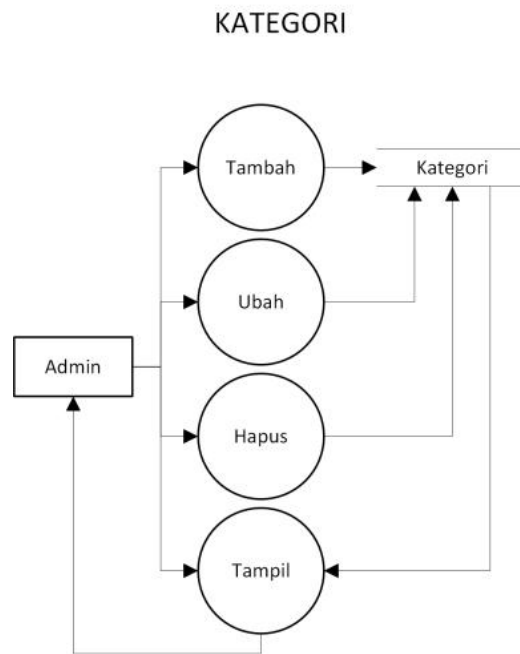 KATEGORI
Tambah
Kategori
Ubah
Admin
Hapus
Tampil